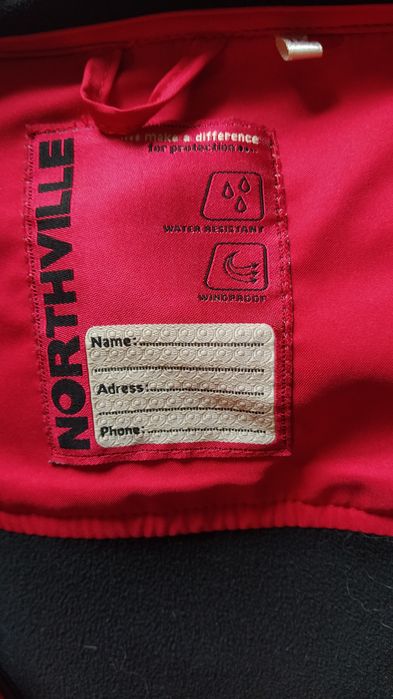 make a difference
for protection...
NORTHVILLE
WATER RESISTANT
WINDPROOF
Name:
Adress:
Phone: